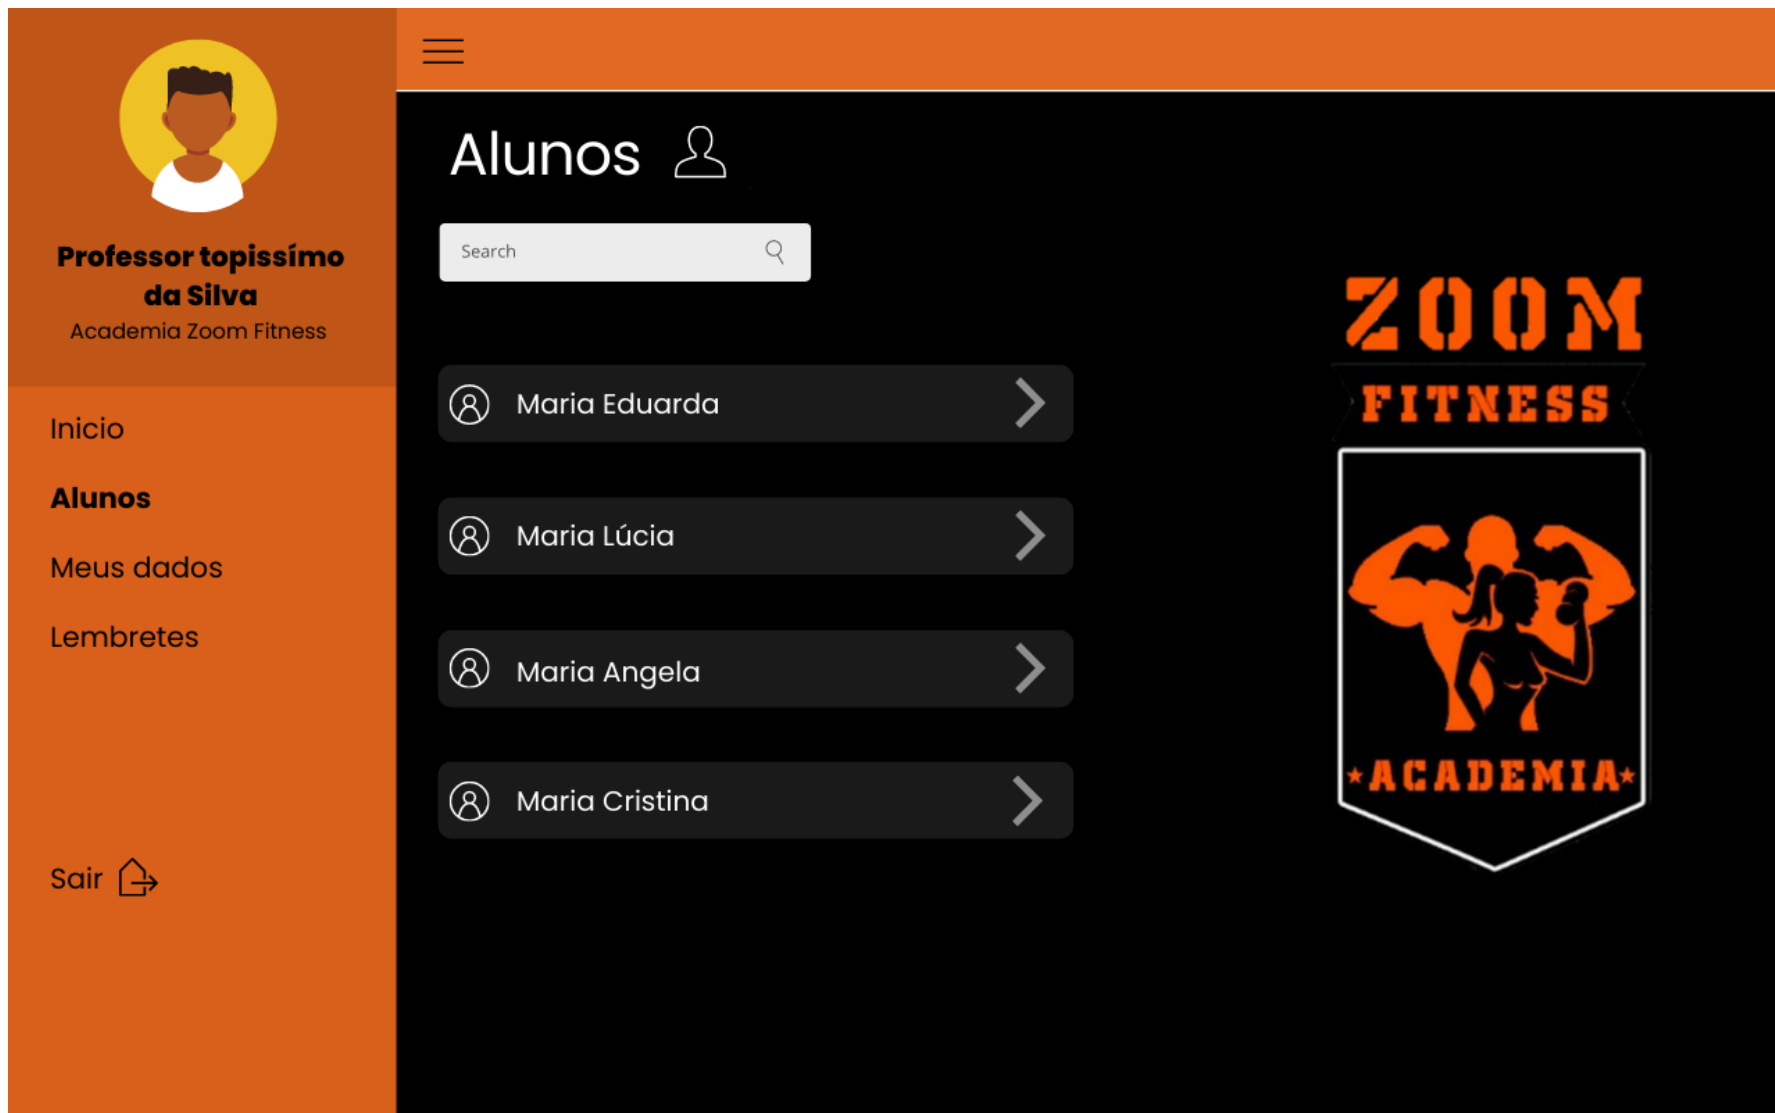 Professor topissímo
da Silva
Academia Zoom Fitness
Inicio
Alunos
Meus dados
Lembretes
Sair
Alunos
Search
Maria Eduarda
Maria Lúcia
Maria Angela
Maria Cristina
ZOOM
FITNESS
ACADEMIA